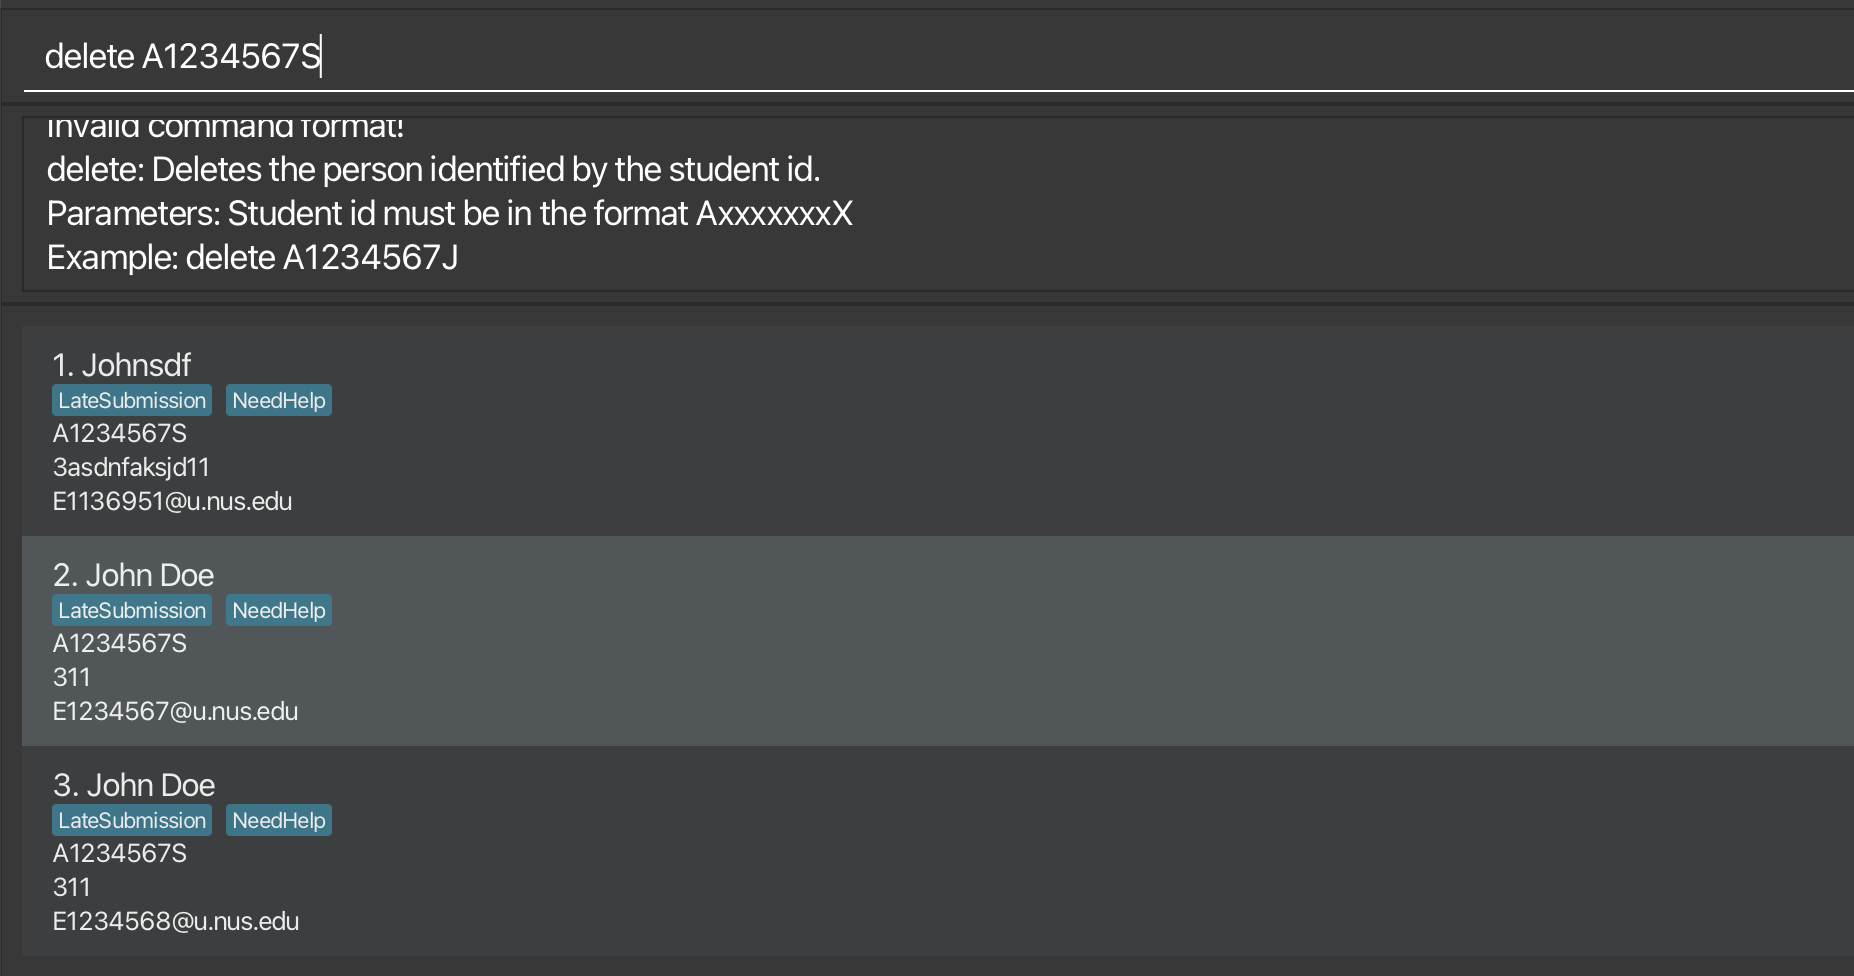 delete A1234567S
Invalid command format!
delete: Deletes the person identified by the student id.
Parameters: Student id must be in the format AxxxxxxxX
Example: delete A1234567J
1. Johnsdf
LateSubmission NeedHelp
A1234567S
3asdnfaksjd11
E1136951@u.nus.edu
2. John Doe
LateSubmission NeedHelp
A1234567S
311
E1234567@u.nus.edu
3. John Doe
LateSubmission NeedHelp
A1234567S
311
E1234568@u.nus.edu